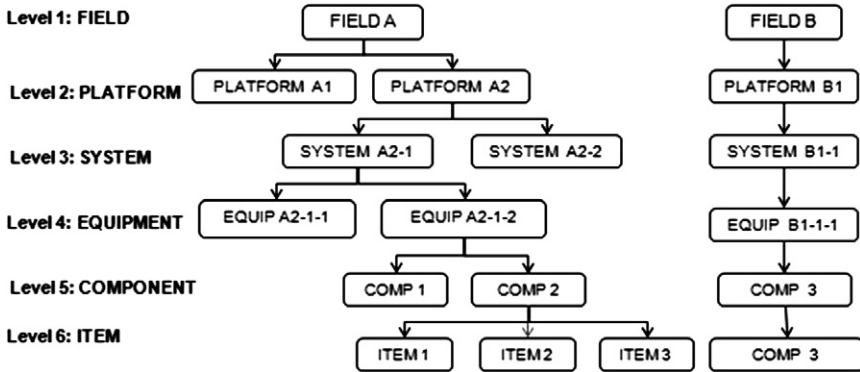 Level 1: FIELD FIELD A FIELD B
Level 2: PLATFORM PLATFORM A1 PLATFORM A2 PLATFORM B1
Level 3: SYSTEM SYSTEM A2-1 SYSTEM A2-2 SYSTEM B1-1
Level 4: EQUIPMENT EQUIP A2-1-1 EQUIP A2-1-2 EQUIP B1-1-1
Level 5: COMPONENT COMP 1 COMP 2 COMP 3
Level 6: ITEM ITEM 1 ITEM 2 ITEM 3 COMP 3